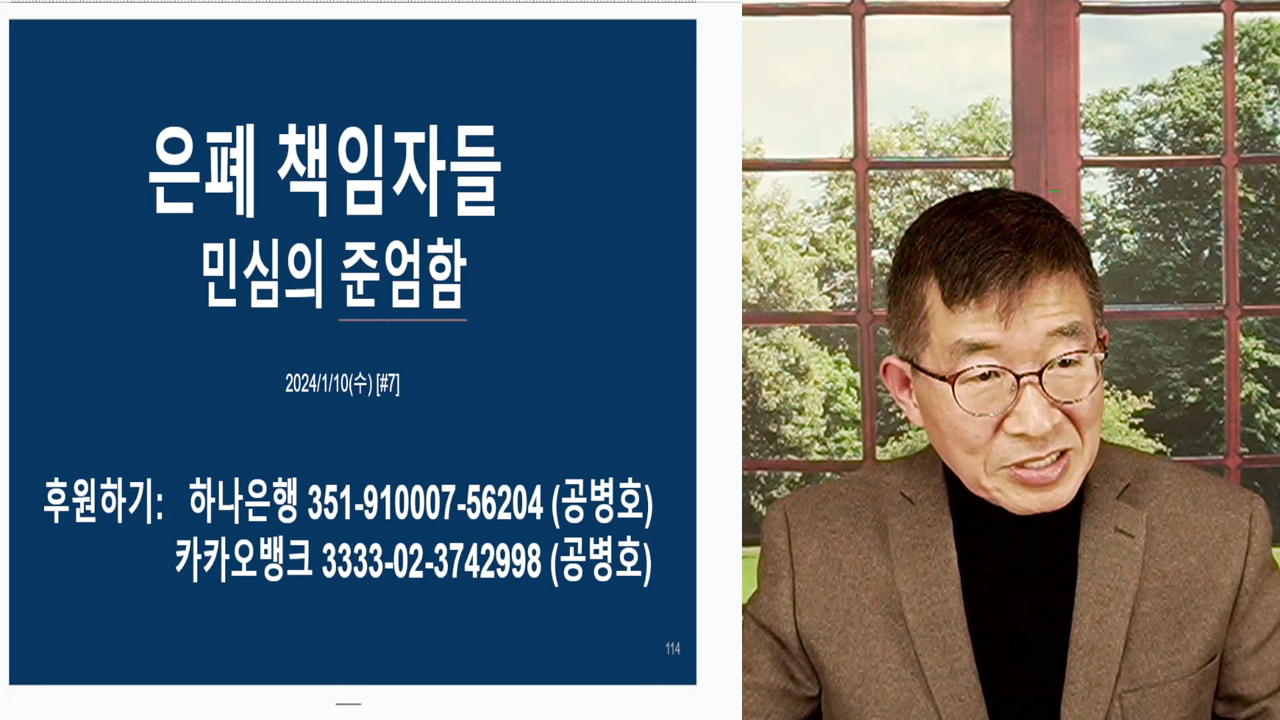 은폐 책임자들
민심의 준엄함
2024/1/10(수) [#7]
후원하기: 하나은행 351-910007-56204 (공병호)
카카오뱅크 3333-02-3742998 (공병호)
114